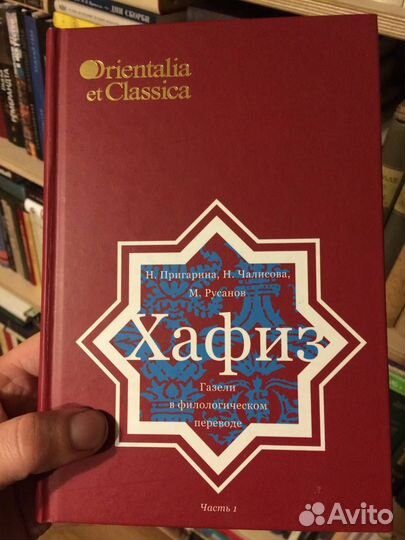 Orientalia
et Classica
Н. Пригарина, Н. Чалисова,
М. Русанов
Хафиз
Газели
в филологическом
переводе
Часть 1
Avito